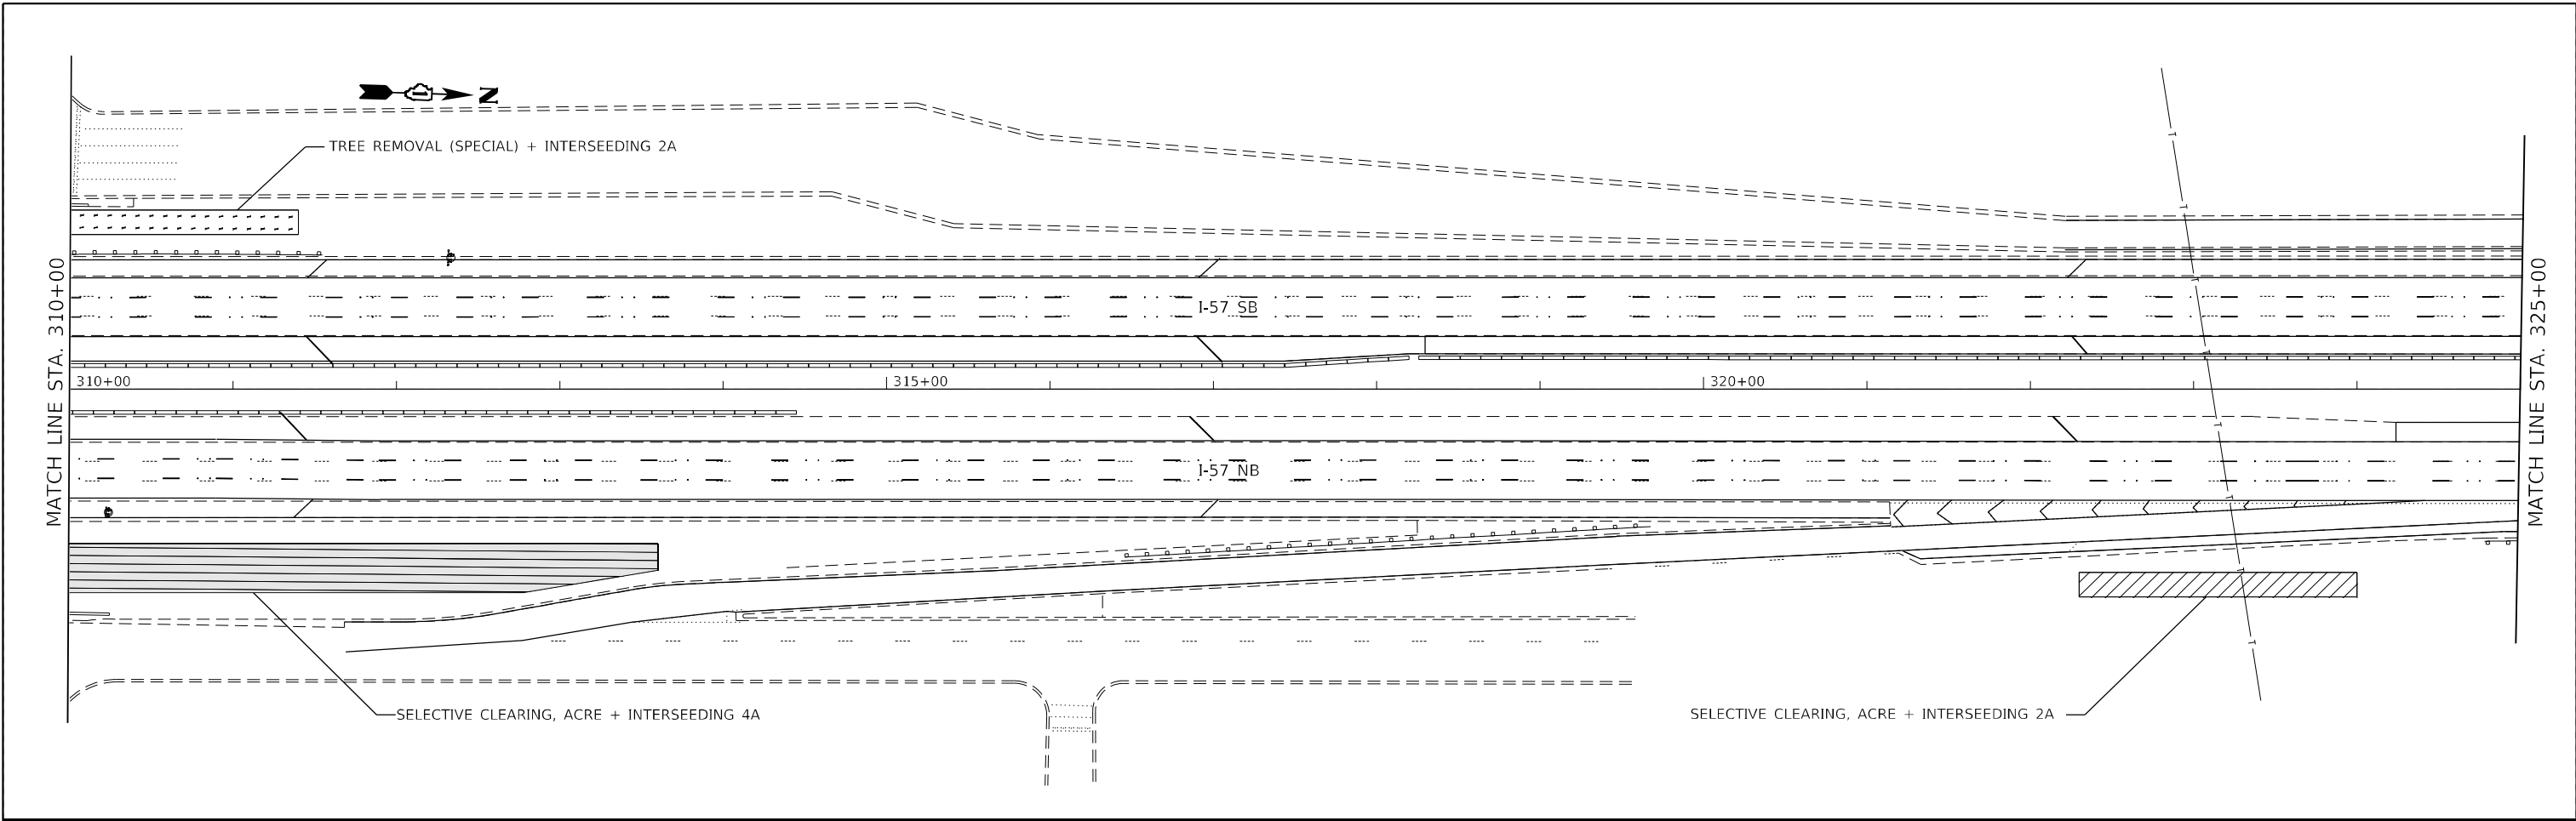 N
TREE REMOVAL (SPECIAL) + INTERSEEDING 2A
MATCH LINE STA. 310+00
MATCH LINE STA. 325+00
I-57 SB
310+00
315+00
320+00
I-57 NB
SELECTIVE CLEARING, ACRE + INTERSEEDING 4A
SELECTIVE CLEARING, ACRE + INTERSEEDING 2A